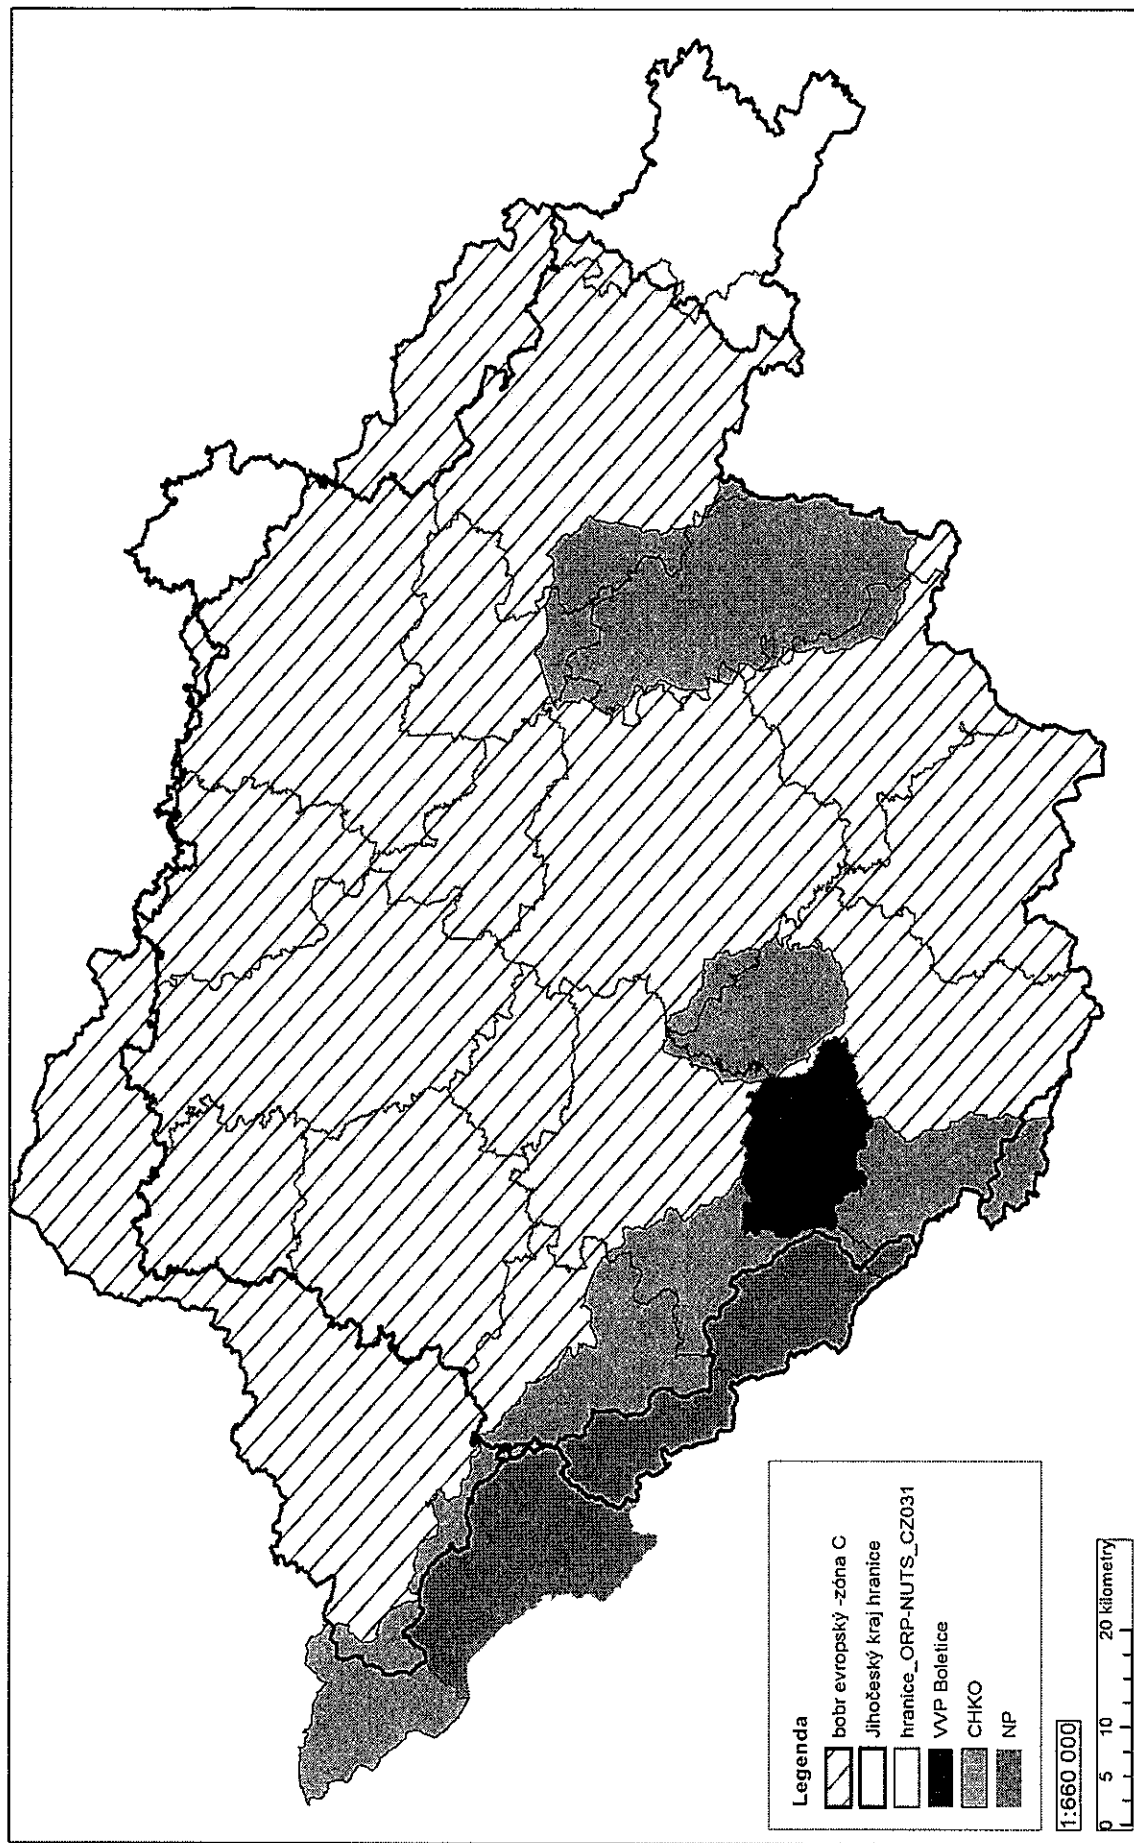 Legenda
bobr evropský -zóna C
Jihočeský kraj hranice
hranice_ORP-NUTS_CZ031
VVP Boletice
CHKO
NP
1:660 000
0 5 10 20 kilometry